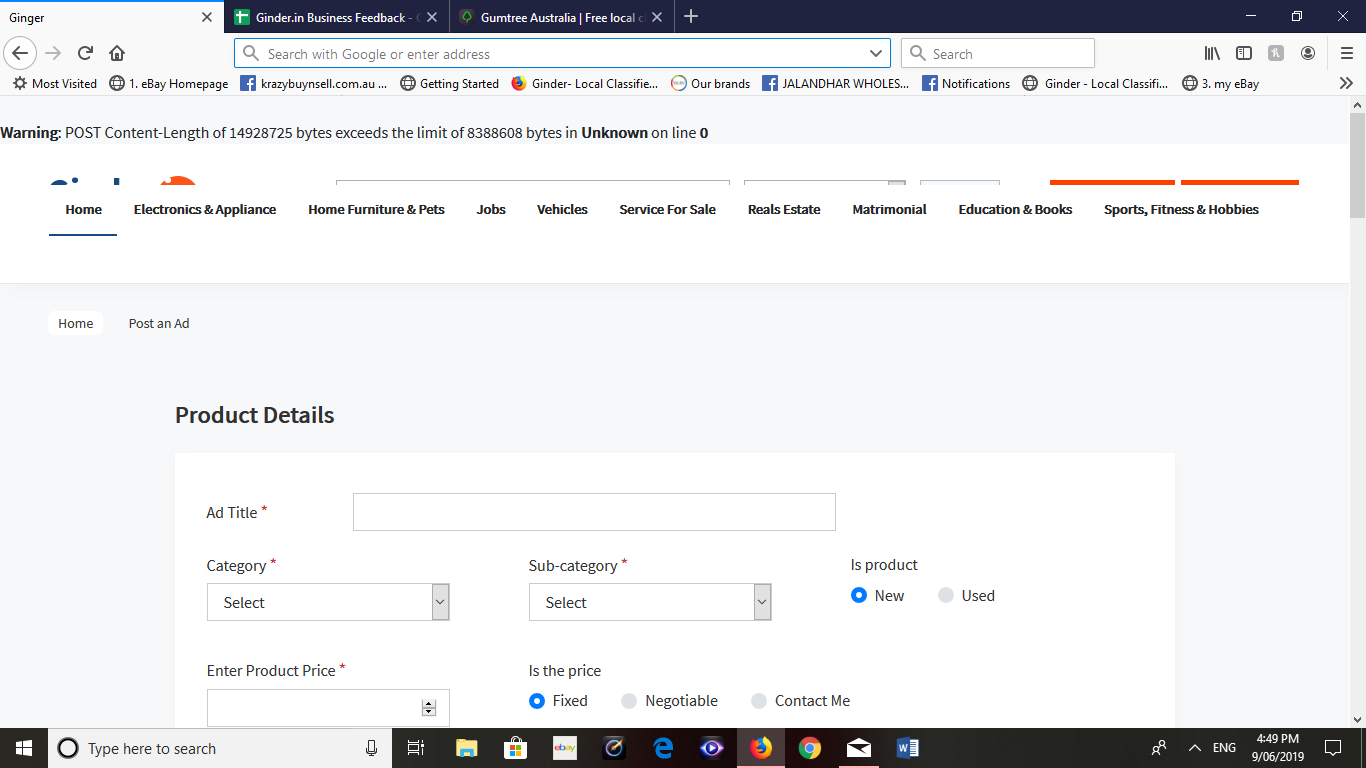 Ginger
Ginder.in Business Feedback - G
Gumtree Australia | Free local cl
Search with Google or enter address
Search
Most Visited
1. eBay Homepage
krazybuynsell.com.au ...
Getting Started
Ginder- Local Classifie...
Our brands
JALANDHAR WHOLES...
Notifications
Ginder - Local Classifi...
3. my eBay
Warning: POST Content-Length of 14928725 bytes exceeds the limit of 8388608 bytes in Unknown on line 0
Home Electronics & Appliance Home Furniture & Pets Jobs Vehicles Service For Sale Reals Estate Matrimonial Education & Books Sports, Fitness & Hobbies
Home Post an Ad
Product Details
Ad Title *
Category * Sub-category * Is product
Select Select New Used
Enter Product Price * Is the price
Fixed Negotiable Contact Me
Type here to search
ebay
ENG
4:49 PM
9/06/2019